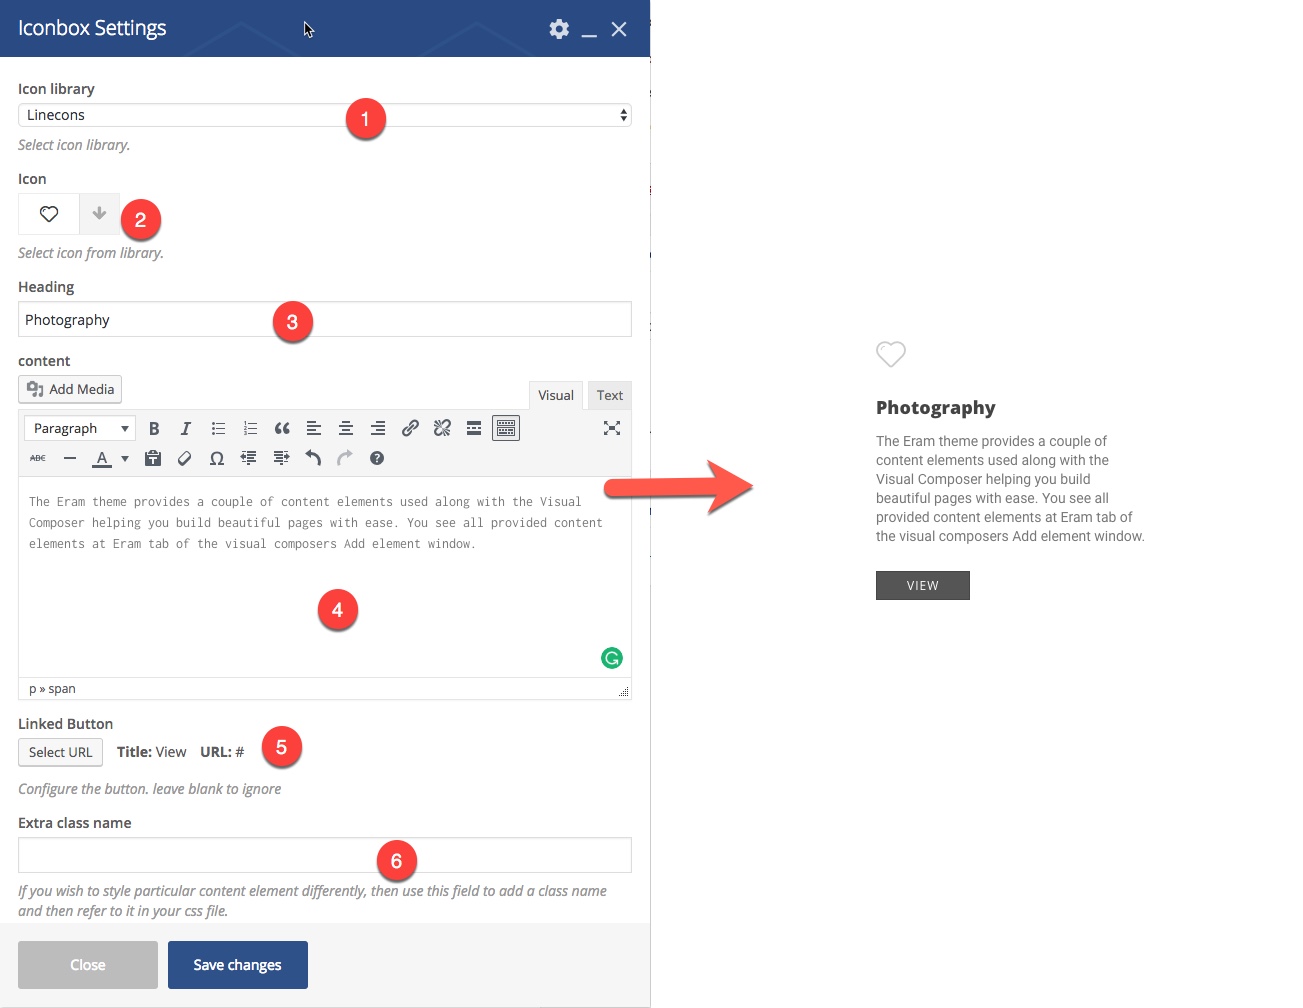 Iconbox Settings
Icon library
Linecons
1
Select icon library.
Icon
2
Select icon from library.
Heading
Photography
3
content
Add Media
Visual
Text
Paragraph
B
I
ABC
A
Ω
The Eram theme provides a couple of content elements used along with the Visual
Composer helping you build beautiful pages with ease. You see all provided content
elements at Eram tab of the visual composers Add element window.
4
p » span
Linked Button
Select URL
Title: View
URL: #
5
Configure the button. leave blank to ignore
Extra class name
6
If you wish to style particular content element differently, then use this field to add a class name
and then refer to it in your css file.
Close
Save changes
Photography
The Eram theme provides a couple of
content elements used along with the
Visual Composer helping you build
beautiful pages with ease. You see all
provided content elements at Eram tab of
the visual composers Add element window.
VIEW